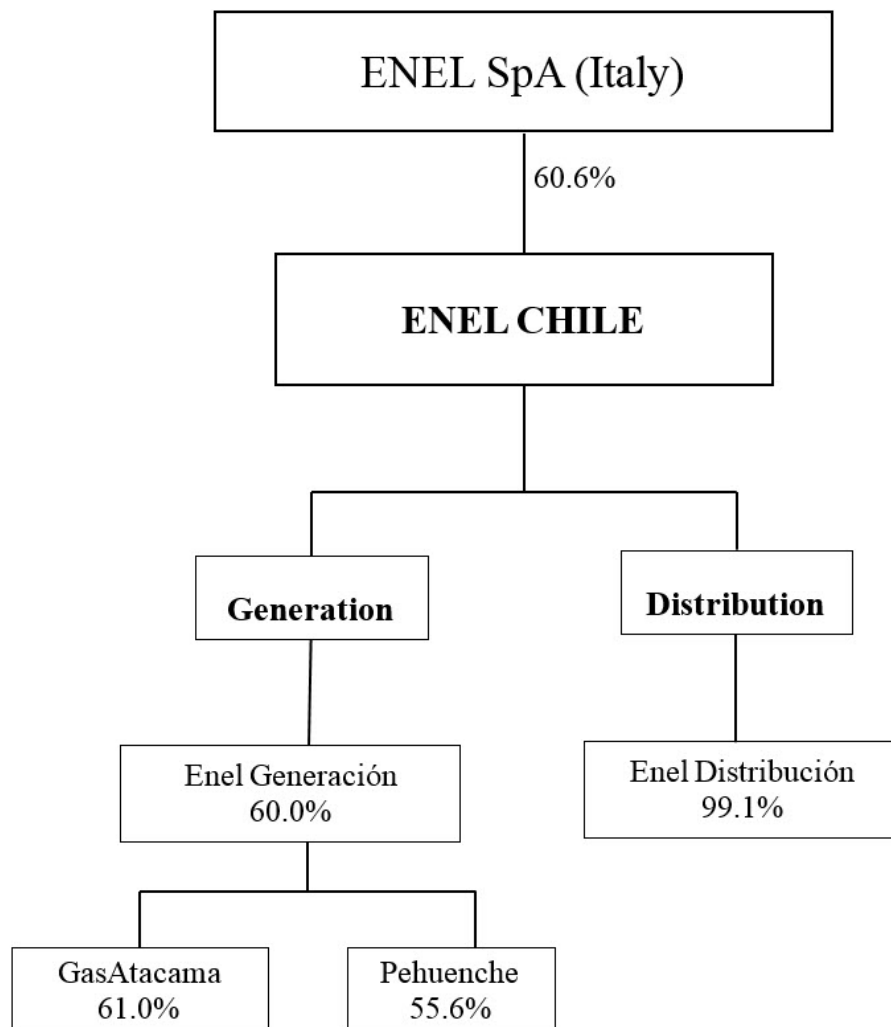 ENEL SpA (Italy)
60.6%
ENEL CHILE
Generation
Distribution
Enel Generación
60.0%
Enel Distribución
99.1%
GasAtacama
61.0%
Pehuenche
55.6%